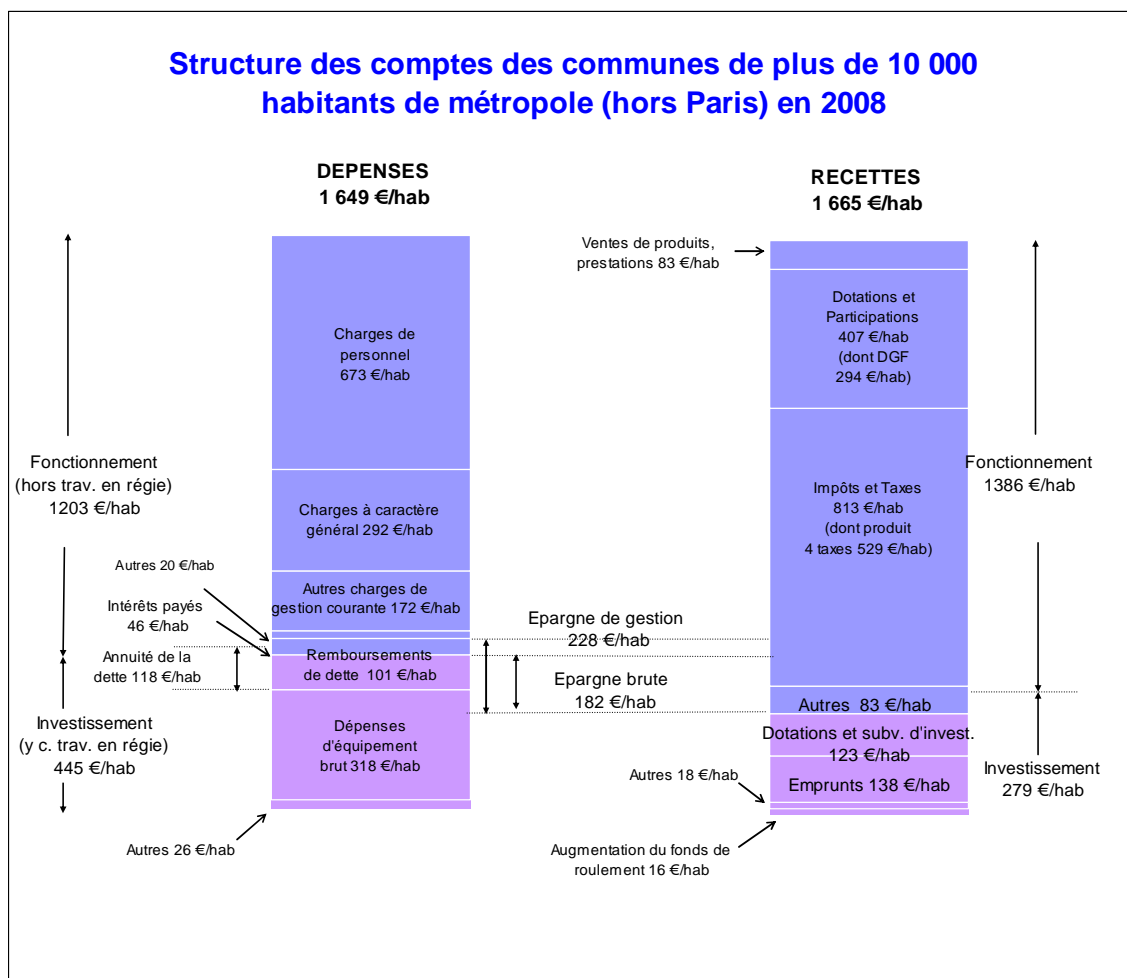 Structure des comptes des communes de plus de 10 000
habitants de métropole (hors Paris) en 2008
DEPENSES
1 649 €/hab
RECETTES
1 665 €/hab
Fonctionnement
(hors trav. en régie)
1203 €/hab
Autres 20 €/hab
Intérêts payés
46 €/hab
Annuité de la
dette 118 €/hab
Investissement
(y c. trav. en régie)
445 €/hab
Autres 26 €/hab
Charges de
personnel
673 €/hab
Charges à caractère
général 292 €/hab
Autres charges de
gestion courante 172 €/hab
Remboursements
de dette 101 €/hab
Dépenses
d'équipement
brut 318 €/hab
Epargne de gestion
228 €/hab
Epargne brute
182 €/hab
Ventes de produits,
prestations 83 €/hab
Dotations et
Participations
407 €/hab
(dont DGF
294 €/hab)
Impôts et Taxes
813 €/hab
(dont produit
4 taxes 529 €/hab)
Autres 83 €/hab
Dotations et subv. d'invest.
123 €/hab
Emprunts 138 €/hab
Autres 18 €/hab
Augmentation du fonds de
roulement 16 €/hab
Fonctionnement
1386 €/hab
Investissement
279 €/hab